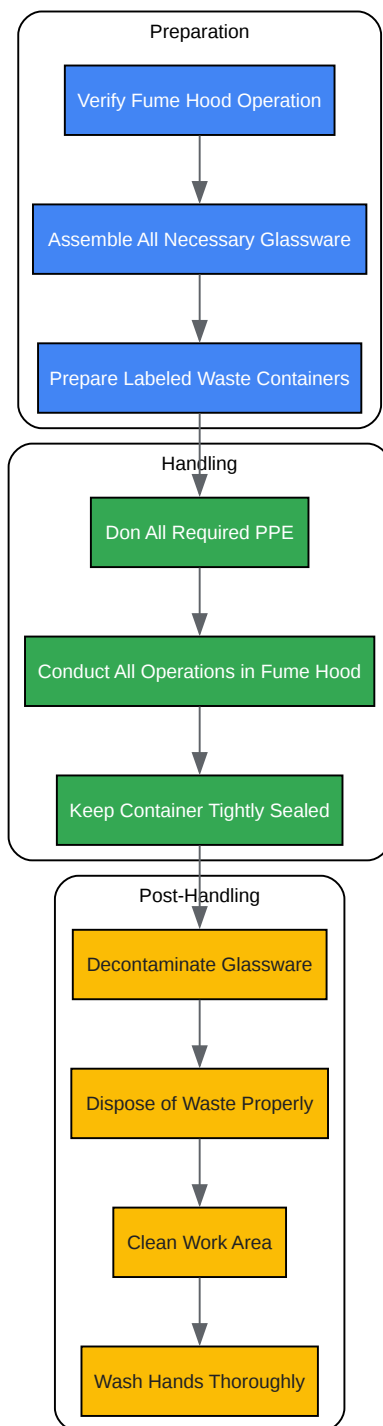 Preparation
Verify Fume Hood Operation
Assemble All Necessary Glassware
Prepare Labeled Waste Containers
Handling
Don All Required PPE
Conduct All Operations in Fume Hood
Keep Container Tightly Sealed
Post-Handling
Decontaminate Glassware
Dispose of Waste Properly
Clean Work Area
Wash Hands Thoroughly